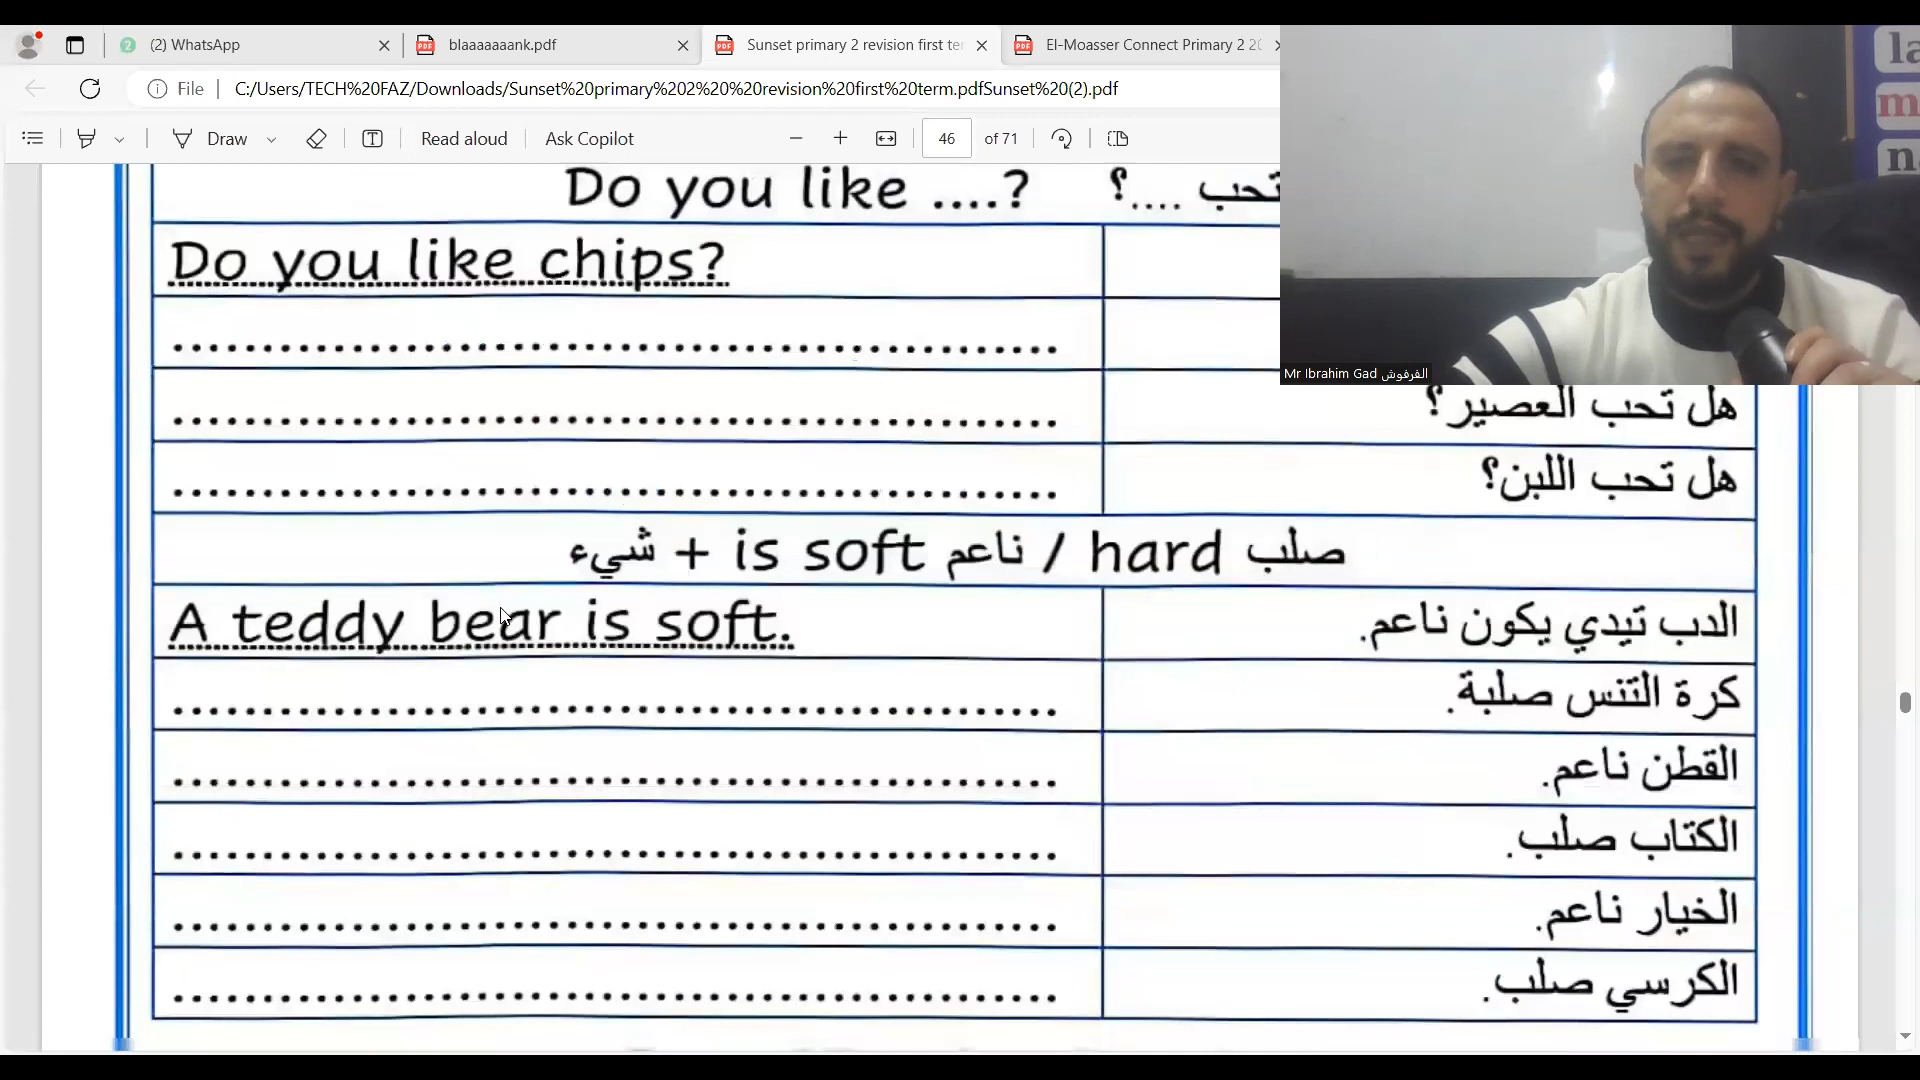 (2) WhatsApp
blaaaaaaank.pdf
Sunset primary 2 revision first te
El-Moasser Connect Primary 2 20
File
C:/Users/TECH%20FAZ/Downloads/Sunset%20primary%202%20%20revision%20first%20term.pdfSunset%20(2).pdf
Draw
Read aloud
Ask Copilot
46 of 71
Do you like ....? تحب ....؟
Do you like chips?
هل تحب العصير؟
هل تحب اللبن؟
شيء + is soft ناعم / hard صلب
A teddy bear is soft. الدب تيدي يكون ناعم.
كرة التنس صلبة.
القطن ناعم.
الكتاب صلب.
الخيار ناعم.
الكرسي صلب.
Mr Ibrahim Gad الفرفوش
la
m
n